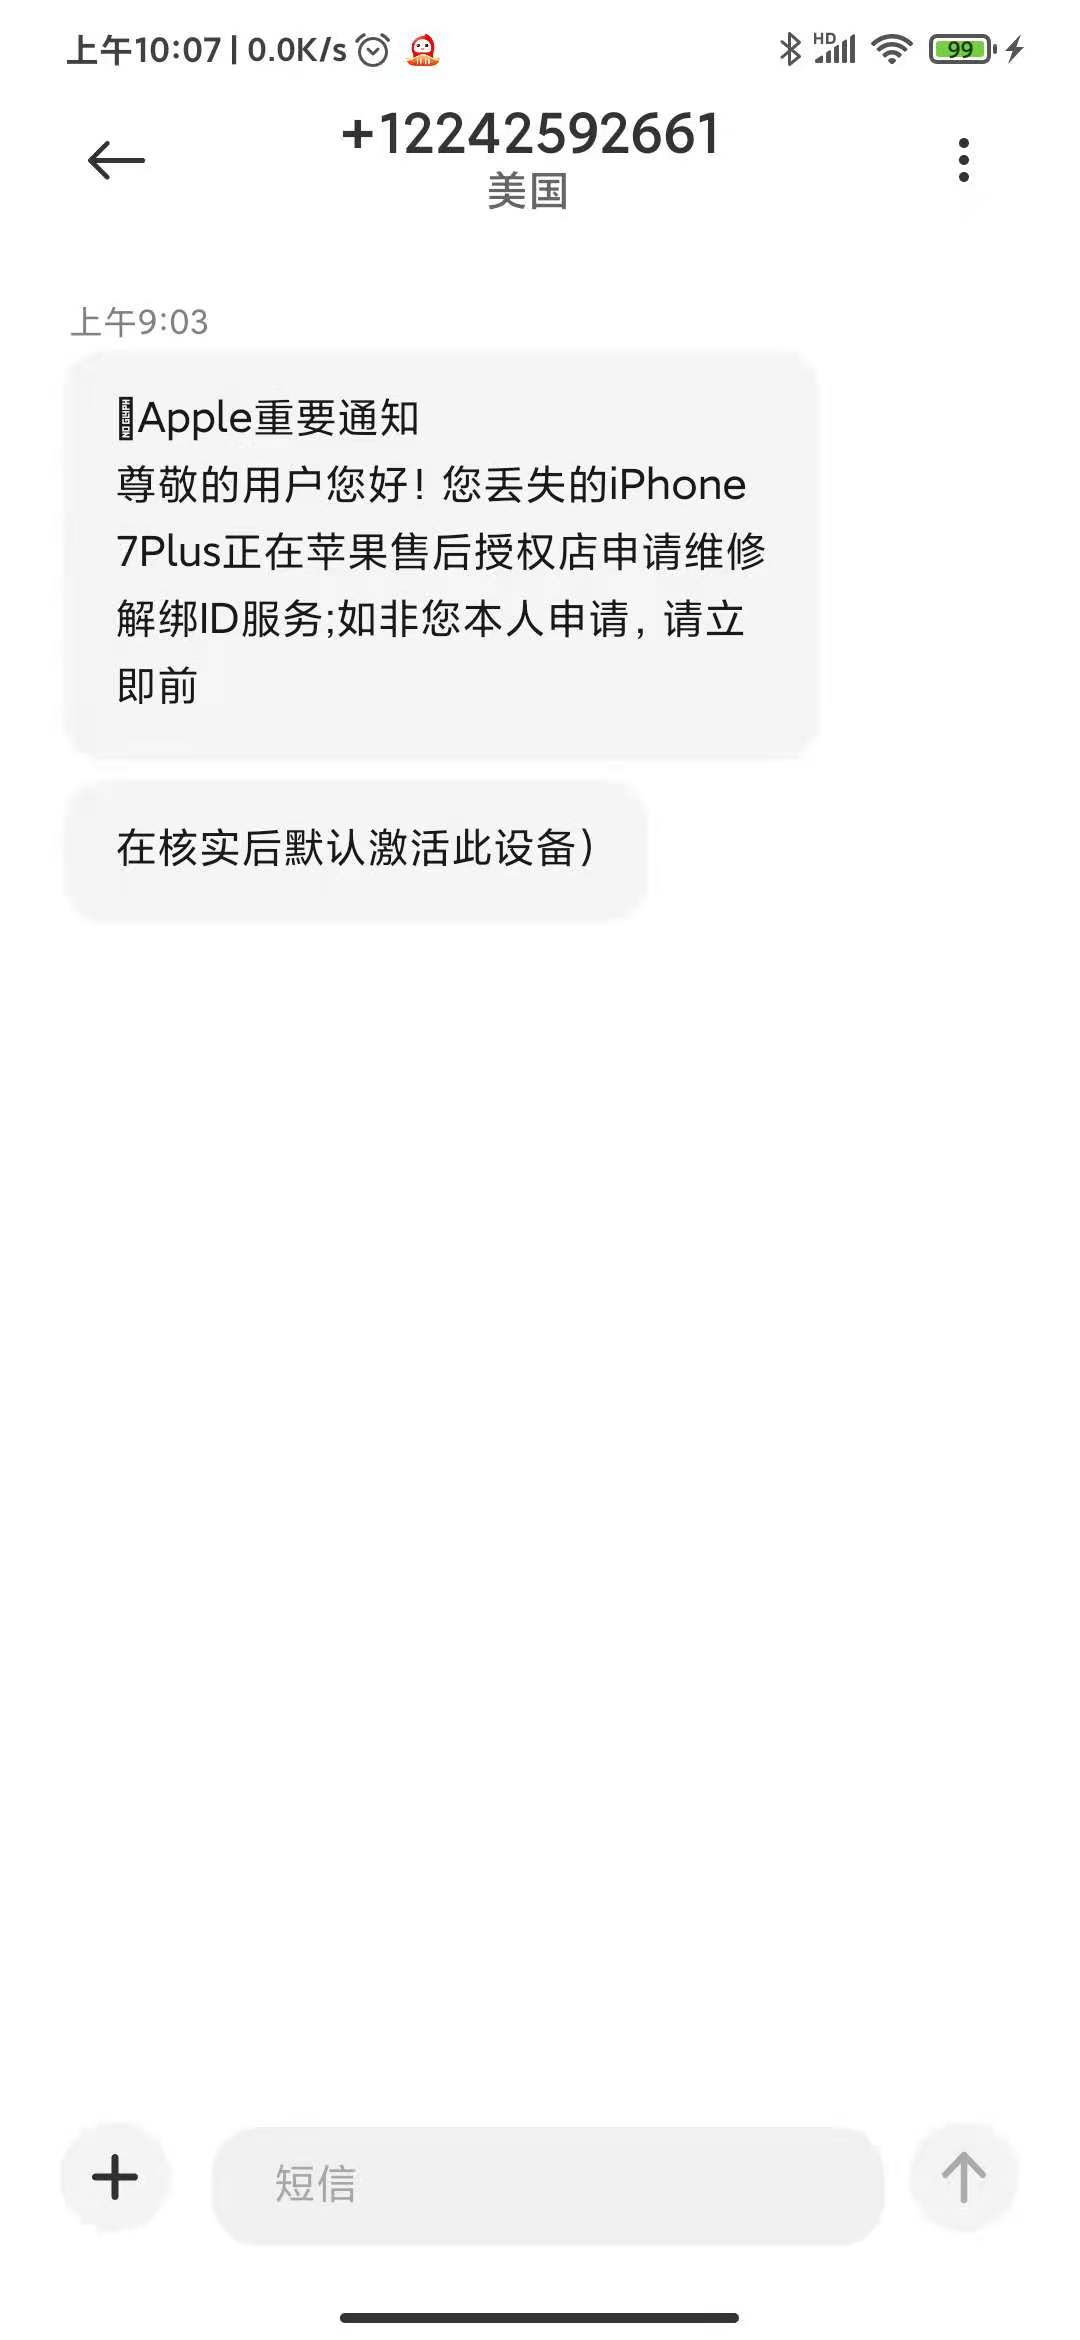 上午10:07 | 0.0K/s
HD
99
+12242592661
美国
上午9:03
Apple重要通知
尊敬的用户您好！您丢失的iPhone
7Plus正在苹果售后授权店申请维修
解绑ID服务;如非您本人申请，请立
即前
在核实后默认激活此设备）
短信